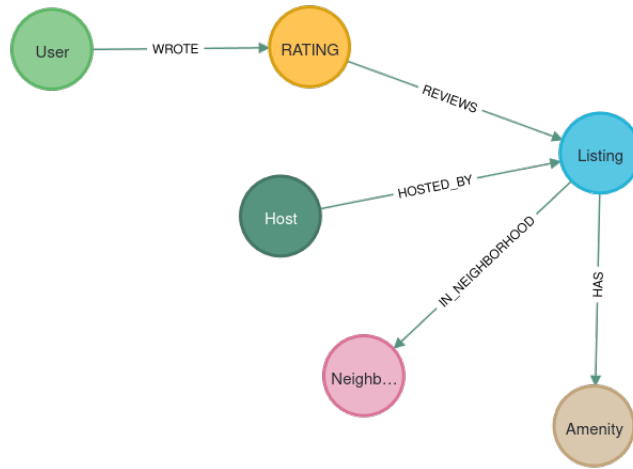 User
WROTE
RATING
REVIEWS
Listing
HOSTED_BY
Host
IN_NEIGHBORHOOD
HAS
Neighb...
Amenity